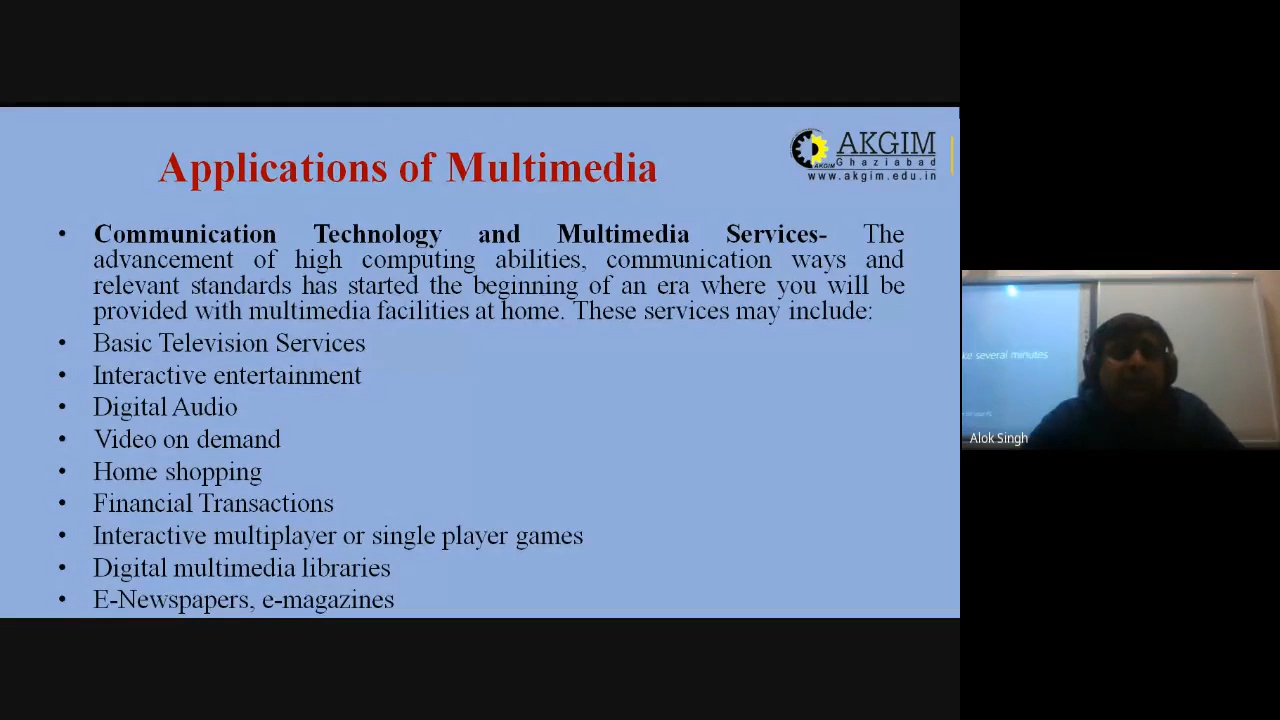 Applications of Multimedia
AKGIM
Ghaziabad
AKGIM
www.akgim.edu.in
• Communication Technology and Multimedia Services- The
advancement of high computing abilities, communication ways and
relevant standards has started the beginning of an era where you will be
provided with multimedia facilities at home. These services may include:
• Basic Television Services
• Interactive entertainment
• Digital Audio
• Video on demand
• Home shopping
• Financial Transactions
• Interactive multiplayer or single player games
• Digital multimedia libraries
• E-Newspapers, e-magazines
several minutes
Alok Singh